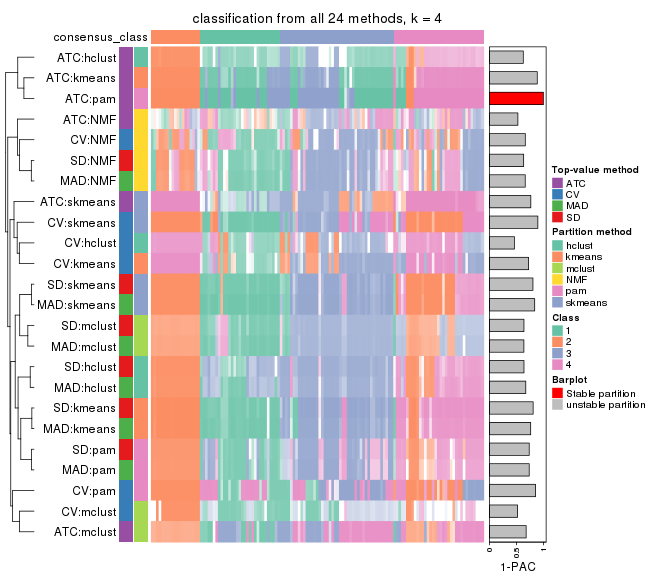 classification from all 24 methods, k = 4
consensus_class
ATC:hclust
ATC:kmeans
ATC:pam
ATC:NMF
CV:NMF
SD:NMF
MAD:NMF
ATC:skmeans
CV:skmeans
CV:hclust
CV:kmeans
SD:skmeans
MAD:skmeans
SD:mclust
MAD:mclust
SD:hclust
MAD:hclust
SD:kmeans
MAD:kmeans
SD:pam
MAD:pam
CV:pam
CV:mclust
ATC:mclust
0
0.5
1
1-PAC
Top-value method
ATC
CV
MAD
SD
Partition method
hclust
kmeans
mclust
NMF
pam
skmeans
Class
1
2
3
4
Barplot
Stable partition
unstable partition